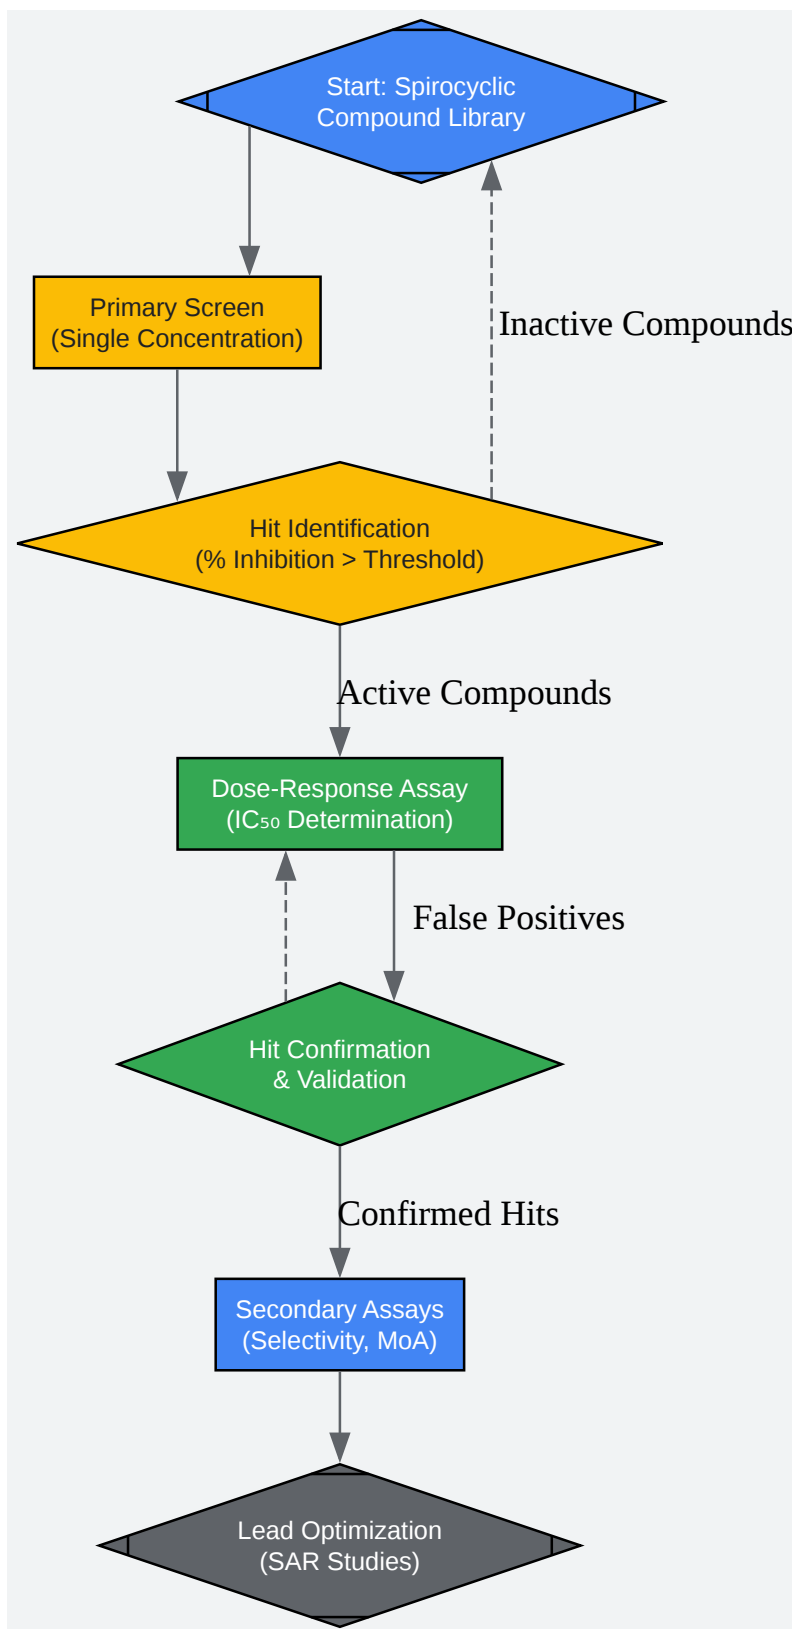 Start: Spirocyclic
Compound Library
Primary Screen
(Single Concentration)
Inactive Compounds
Hit Identification
(% Inhibition > Threshold)
Active Compounds
Dose-Response Assay
(IC₅₀ Determination)
False Positives
Hit Confirmation
& Validation
Confirmed Hits
Secondary Assays
(Selectivity, MoA)
Lead Optimization
(SAR Studies)